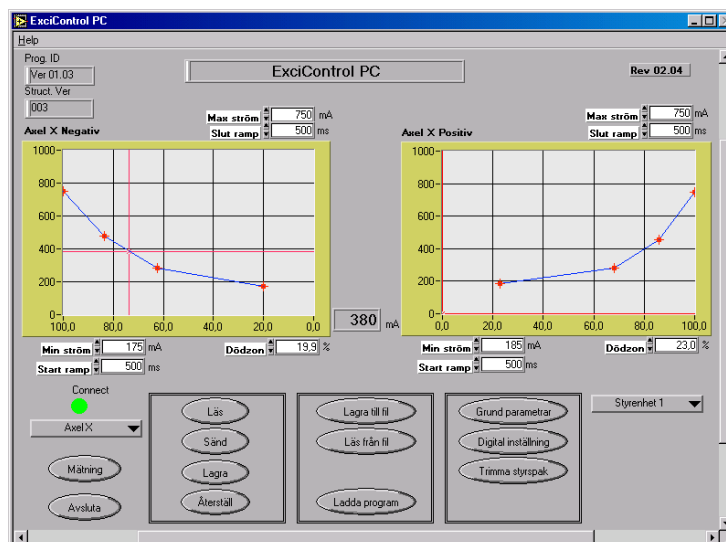 ExciControl PC
Help
Prog. ID
Ver 01.03
Struct. Ver
003
ExciControl PC
Rev 02.04
Max ström 750 mA
Slut ramp 500 ms
Axel X Negativ
Max ström 750 mA
Slut ramp 500 ms
Axel X Positiv
1000
800
600
400
200
0
100,0 80,0 60,0 40,0 20,0 0,0
1000
800
600
400
200
0
0,0 20,0 40,0 60,0 80,0 100,0
380 mA
Min ström 175 mA
Dödzon 19,9 %
Start ramp 500 ms
Min ström 185 mA
Dödzon 23,0 %
Start ramp 500 ms
Connect
Axel X
Mätning
Avsluta
Läs
Sänd
Lagra
Återställ
Lagra till fil
Läs från fil
Ladda program
Grund parametrar
Digital inställning
Trimma styrspak
Styrenhet 1